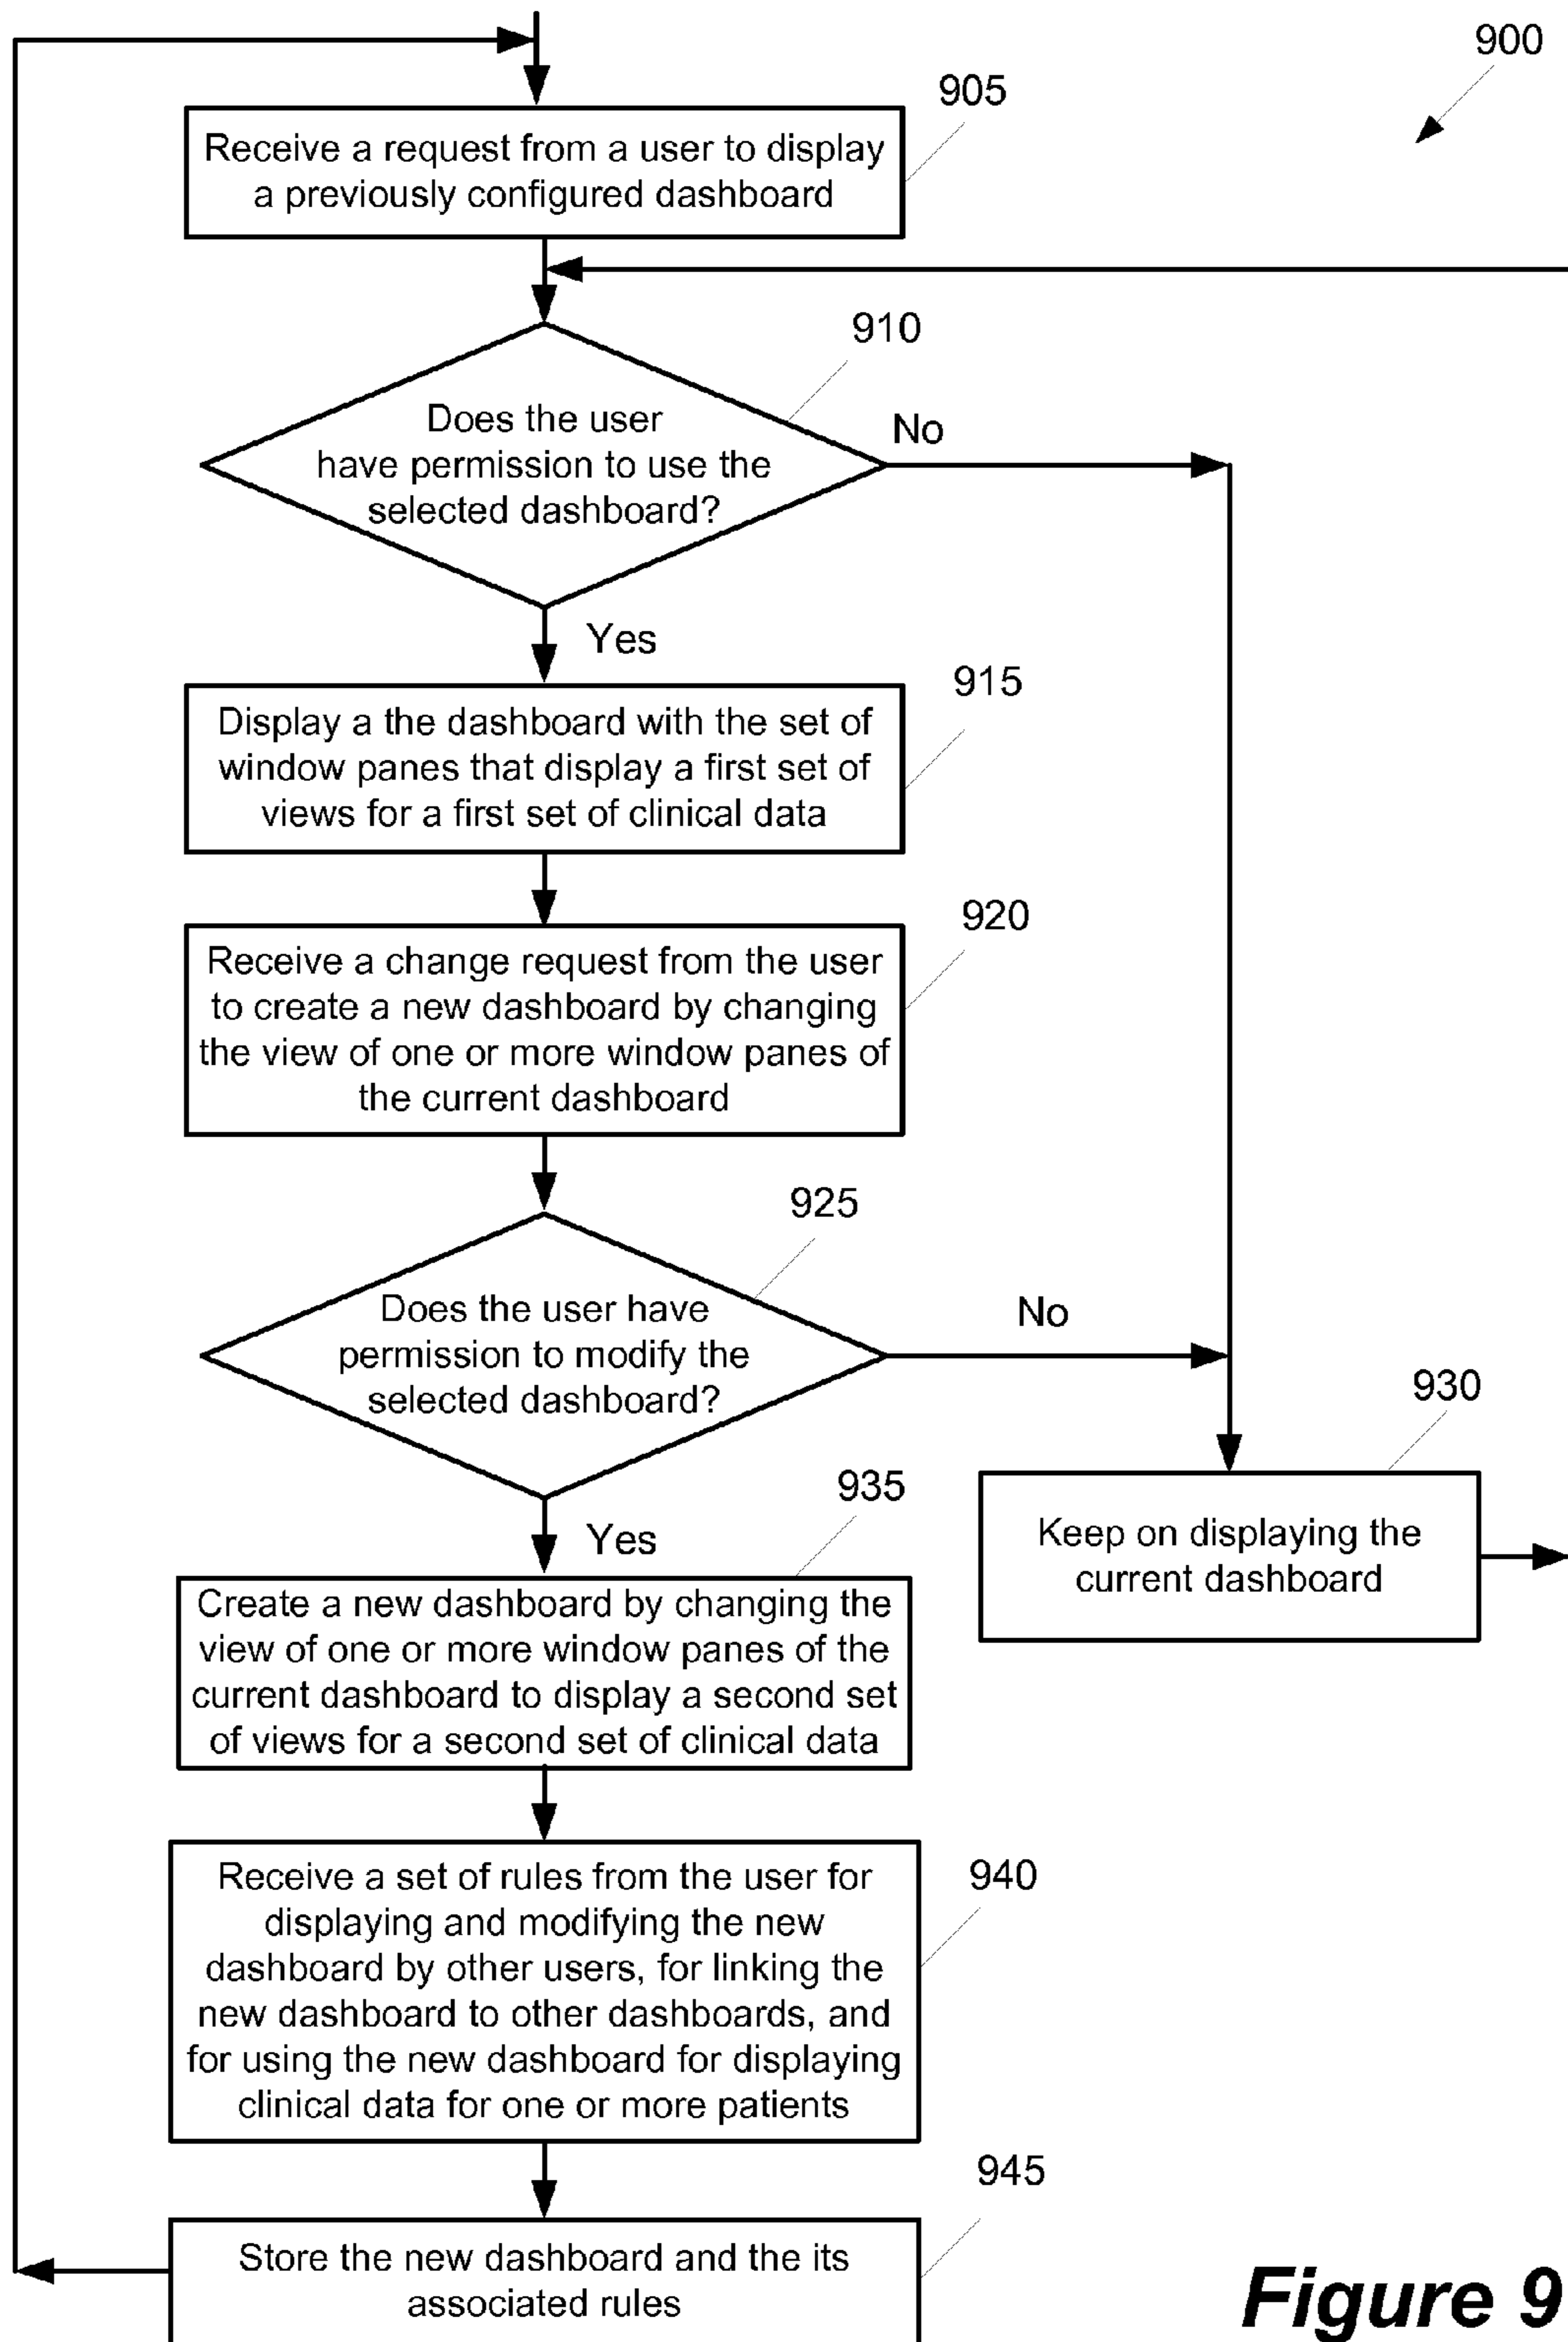 900
905
Receive a request from a user to display
a previously configured dashboard
910
Does the user
have permission to use the
selected dashboard?
No
Yes
915
Display a the dashboard with the set of
window panes that display a first set of
views for a first set of clinical data
920
Receive a change request from the user
to create a new dashboard by changing
the view of one or more window panes of
the current dashboard
925
Does the user have
permission to modify the
selected dashboard?
No
930
Keep on displaying the
current dashboard
Yes
935
Create a new dashboard by changing the
view of one or more window panes of the
current dashboard to display a second set
of views for a second set of clinical data
940
Receive a set of rules from the user for
displaying and modifying the new
dashboard by other users, for linking the
new dashboard to other dashboards, and
for using the new dashboard for displaying
clinical data for one or more patients
945
Store the new dashboard and the its
associated rules
Figure 9